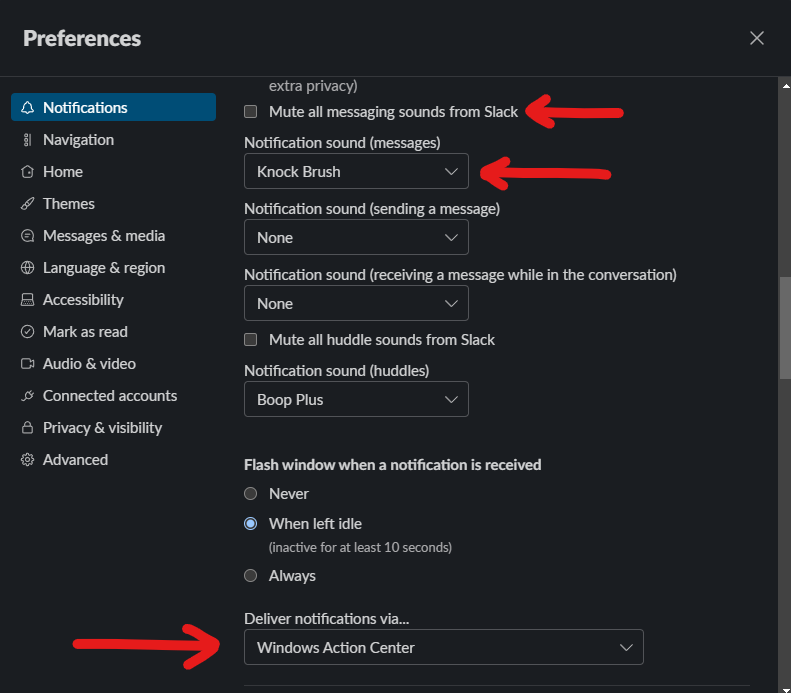 Preferences
extra privacy)
Notifications
Mute all messaging sounds from Slack
Navigation
Notification sound (messages)
Home
Knock Brush
Themes
Notification sound (sending a message)
Messages & media
None
Language & region
Notification sound (receiving a message while in the conversation)
Accessibility
None
Mark as read
Mute all huddle sounds from Slack
Audio & video
Notification sound (huddles)
Connected accounts
Boop Plus
Privacy & visibility
Advanced
Flash window when a notification is received
Never
When left idle
(inactive for at least 10 seconds)
Always
Deliver notifications via...
Windows Action Center